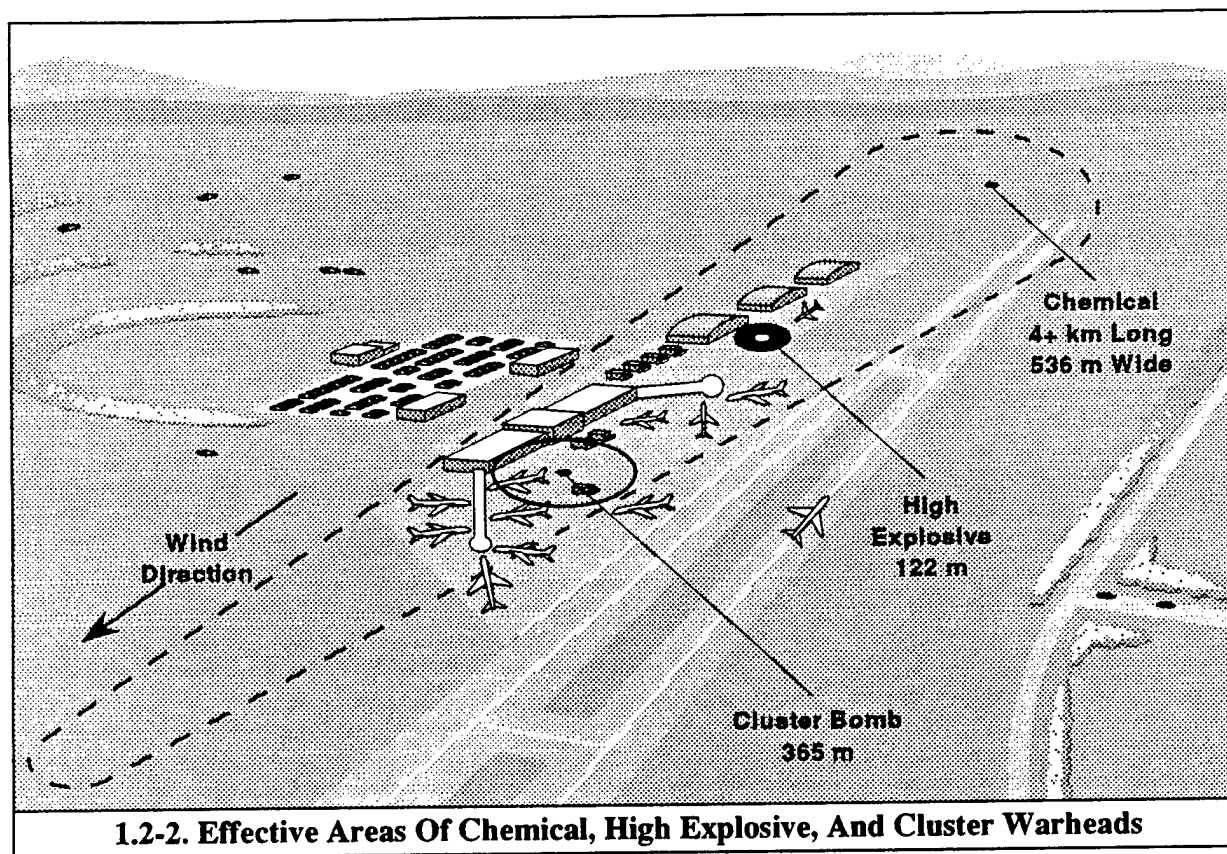 Chemical
4+ km Long
536 m Wide
High
Explosive
122 m
Wind
Direction
Cluster Bomb
365 m
1.2-2. Effective Areas Of Chemical, High Explosive, And Cluster Warheads